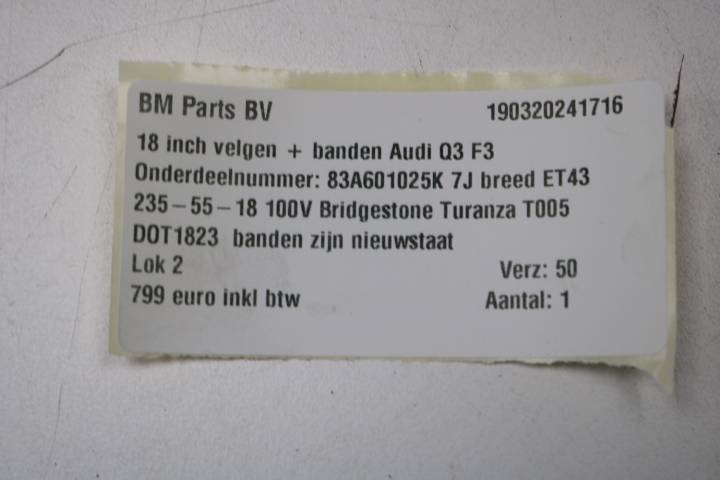 BM Parts BV 190320241716
18 inch velgen + banden Audi Q3 F3
Onderdeelnummer: 83A601025K 7J breed ET43
235-55-18 100V Bridgestone Turanza T005
DOT1823 banden zijn nieuwstaat
Lok 2 Verz: 50
799 euro inkl btw Aantal: 1